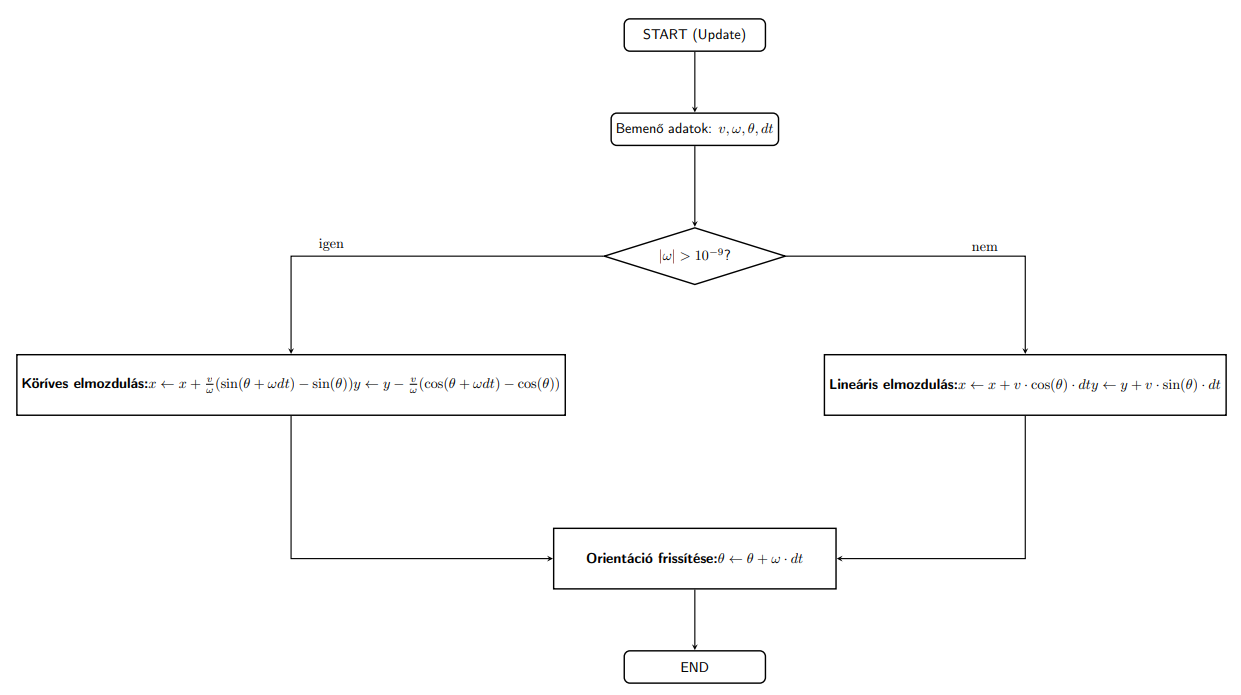 START (Update)
Bemenő adatok: v, ω, θ, dt
igen
|ω| > 10⁻⁹?
nem
Köríves elmozdulás:x ← x + v/ω(sin(θ + ωdt) − sin(θ))y ← y − v/ω(cos(θ + ωdt) − cos(θ))
Lineáris elmozdulás:x ← x + v · cos(θ) · dty ← y + v · sin(θ) · dt
Orientáció frissítése:θ ← θ + ω · dt
END